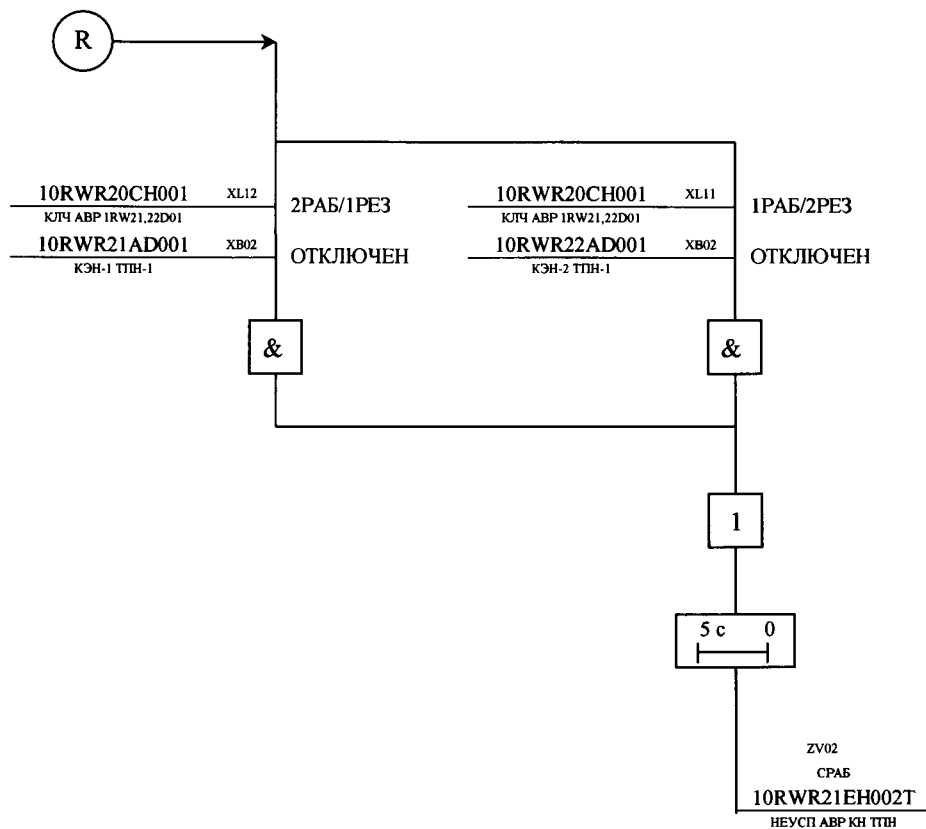 R
10RWR20CH001 XL12 2РАБ/1РЕЗ
КЛЧ АВР 1RW21,22D01
10RWR21AD001 XB02 ОТКЛЮЧЕН
КЭН-1 ТПН-1
10RWR20CH001 XL11 1РАБ/2РЕЗ
КЛЧ АВР 1RW21,22D01
10RWR22AD001 XB02 ОТКЛЮЧЕН
КЭН-2 ТПН-1
&
&
1
5 с 0
ZV02
СРАБ
10RWR21EH002T
НЕУСП АВР КН ТПН